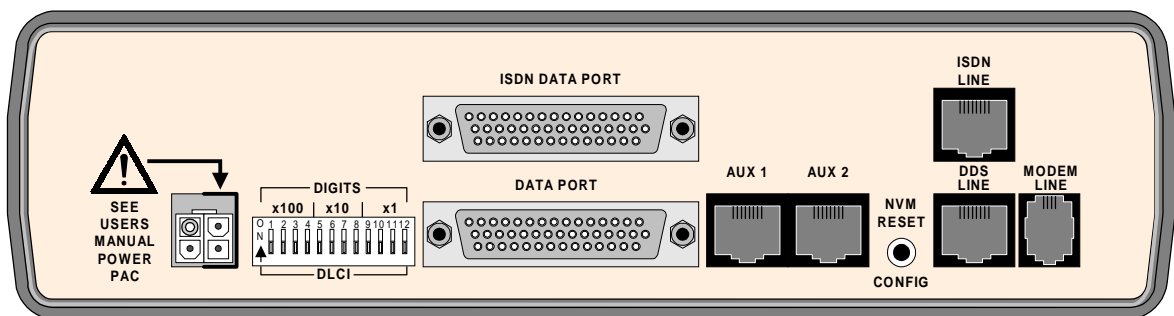 SEE
USERS
MANUAL
POWER
PAC
DIGITS
x100 x10 x1
O
N
1 2 3 4 5 6 7 8 9 10 11 12
DLCI
ISDN DATA PORT
DATA PORT
AUX 1
AUX 2
NVM
RESET
CONFIG
ISDN
LINE
DDS
LINE
MODEM
LINE